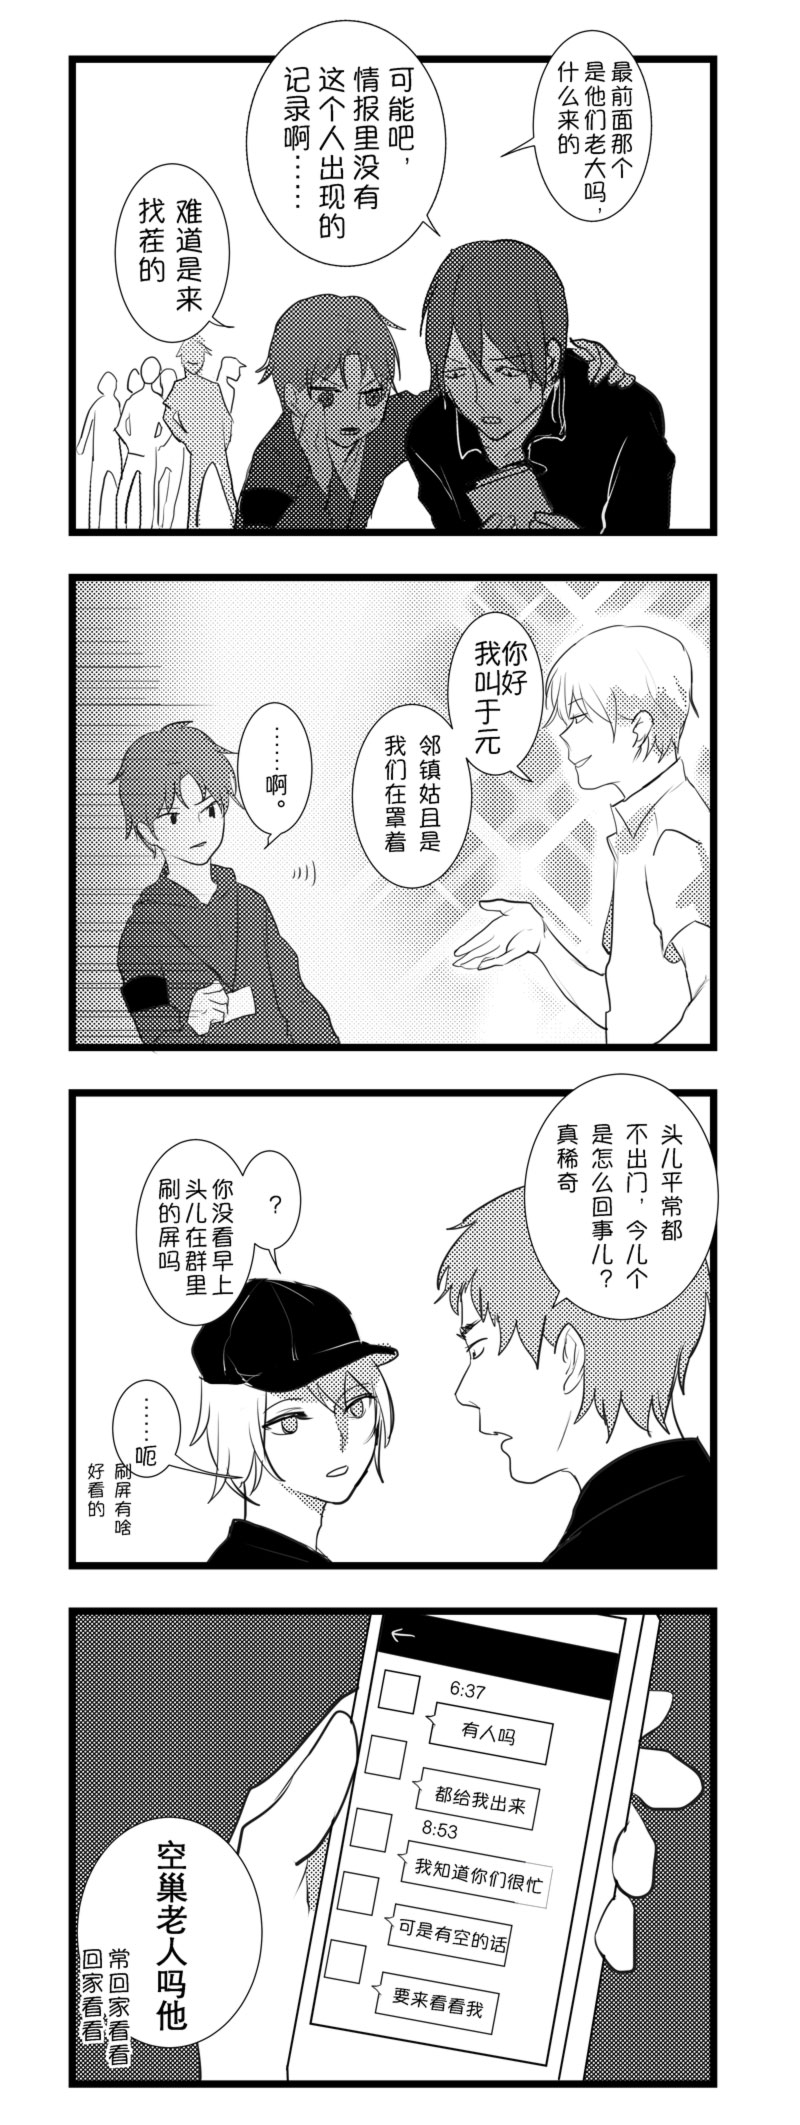 最前面那个
是他们老大吗，
什么来的
可能吧，
情报里没有
这个人出现的
记录啊……
难道是来
找茬的
你好
我叫于元
邻镇姑且是
我们在罩着
……啊。
头儿平常都
不出门，今儿个
是怎么回事儿？
真稀奇
？
你没看早上
头儿在群里
刷的屏吗
……呃
刷屏有啥
好看的
6:37
有人吗
都给我出来
8:53
我知道你们很忙
可是有空的话
要来看看我
空巢老人吗他
常回家看看
回家看看